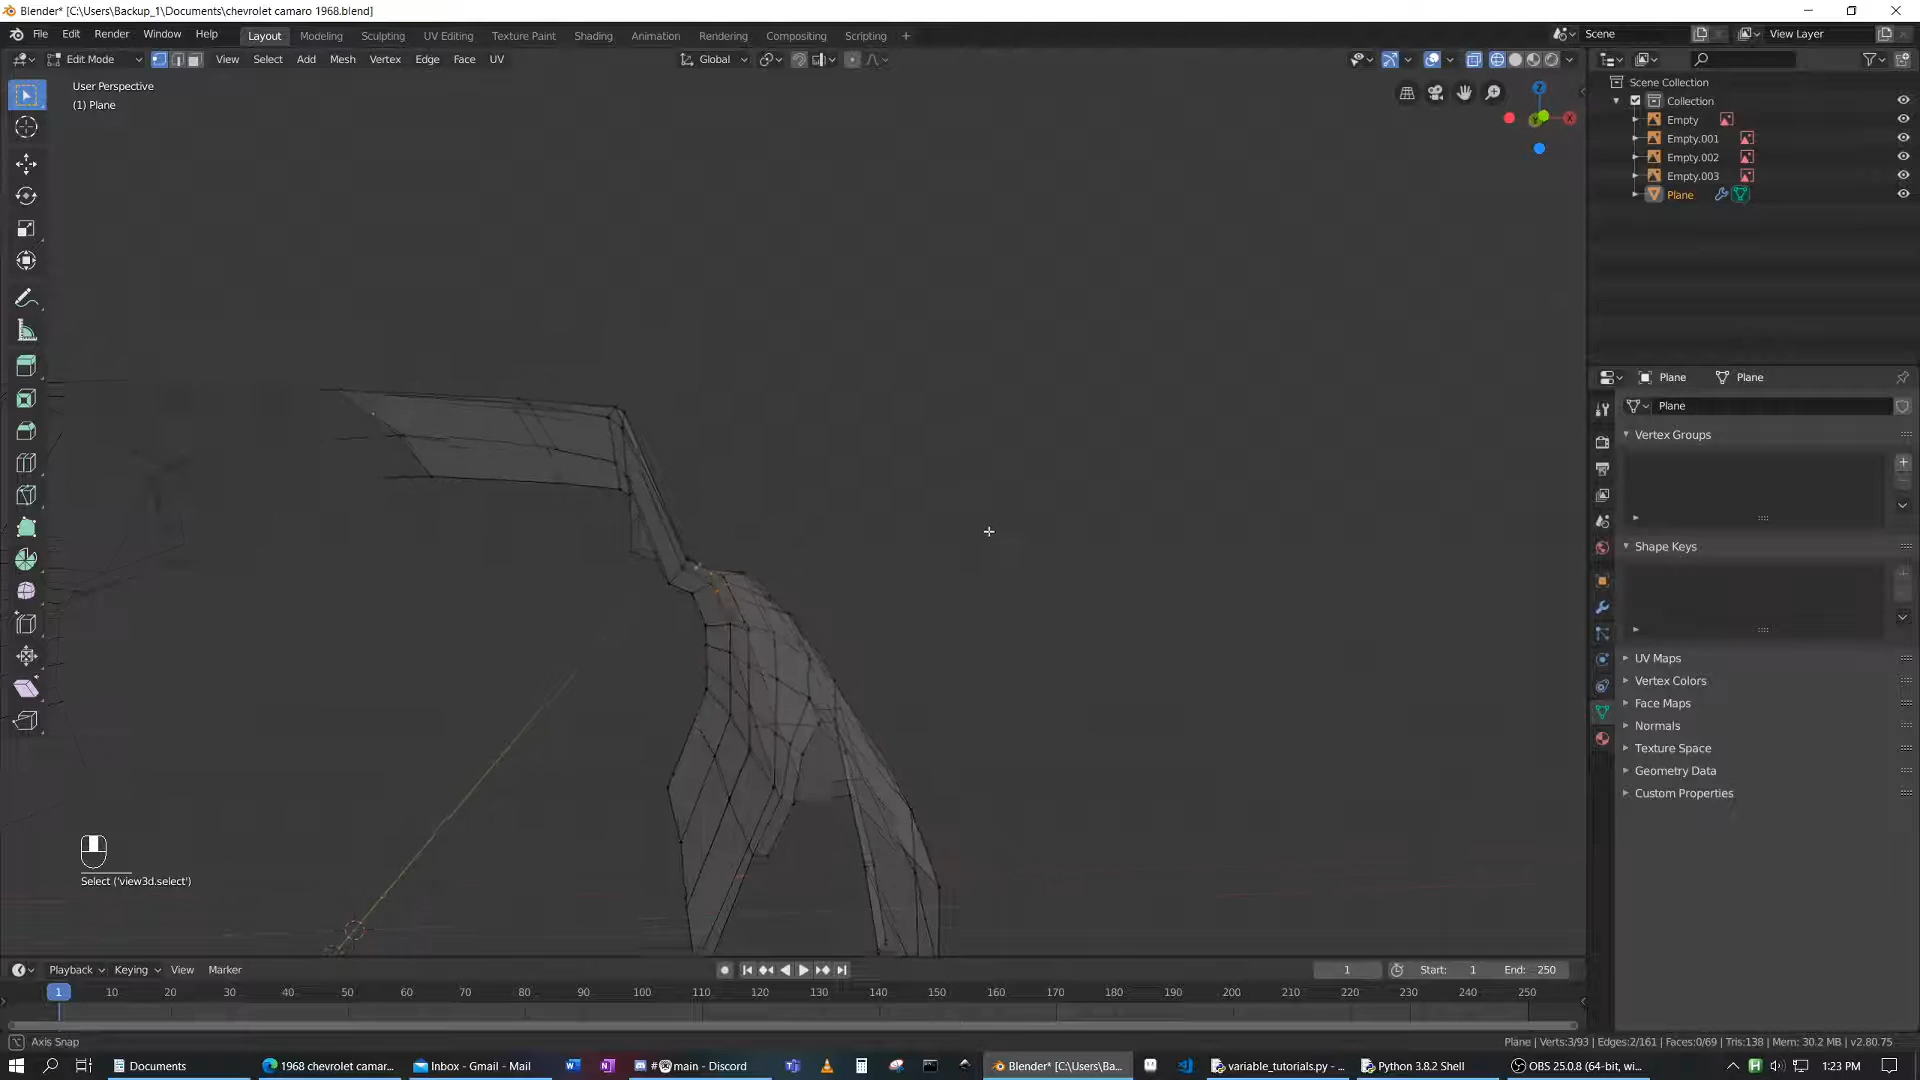 Blender* [C:\Users\Backup_1\Documents\chevrolet camaro 1968.blend]
File Edit Render Window Help Layout Modeling Sculpting UV Editing Texture Paint Shading Animation Rendering Compositing Scripting + Scene View Layer
Edit Mode View Select Add Mesh Vertex Edge Face UV Global
User Perspective
(1) Plane
Z
X
Y
Scene Collection
Collection
Empty
Empty.001
Empty.002
Empty.003
Plane
Plane Plane
Plane
Vertex Groups
Shape Keys
UV Maps
Vertex Colors
Face Maps
Normals
Texture Space
Geometry Data
Custom Properties
Select ('view3d.select')
Playback Keying View Marker 1 Start: 1 End: 250
1 10 20 30 40 50 60 70 80 90 100 110 120 130 140 150 160 170 180 190 200 210 220 230 240 250
Axis Snap Plane | Verts:3/93 | Edges:2/161 | Faces:0/69 | Tris:138 | Mem: 30.2 MB | v2.80.75
Documents 1968 chevrolet camar... Inbox - Gmail - Mail #main - Discord Blender* [C:\Users\Ba... variable_tutorials.py - ... Python 3.8.2 Shell OBS 25.0.8 (64-bit, wi... 1:23 PM